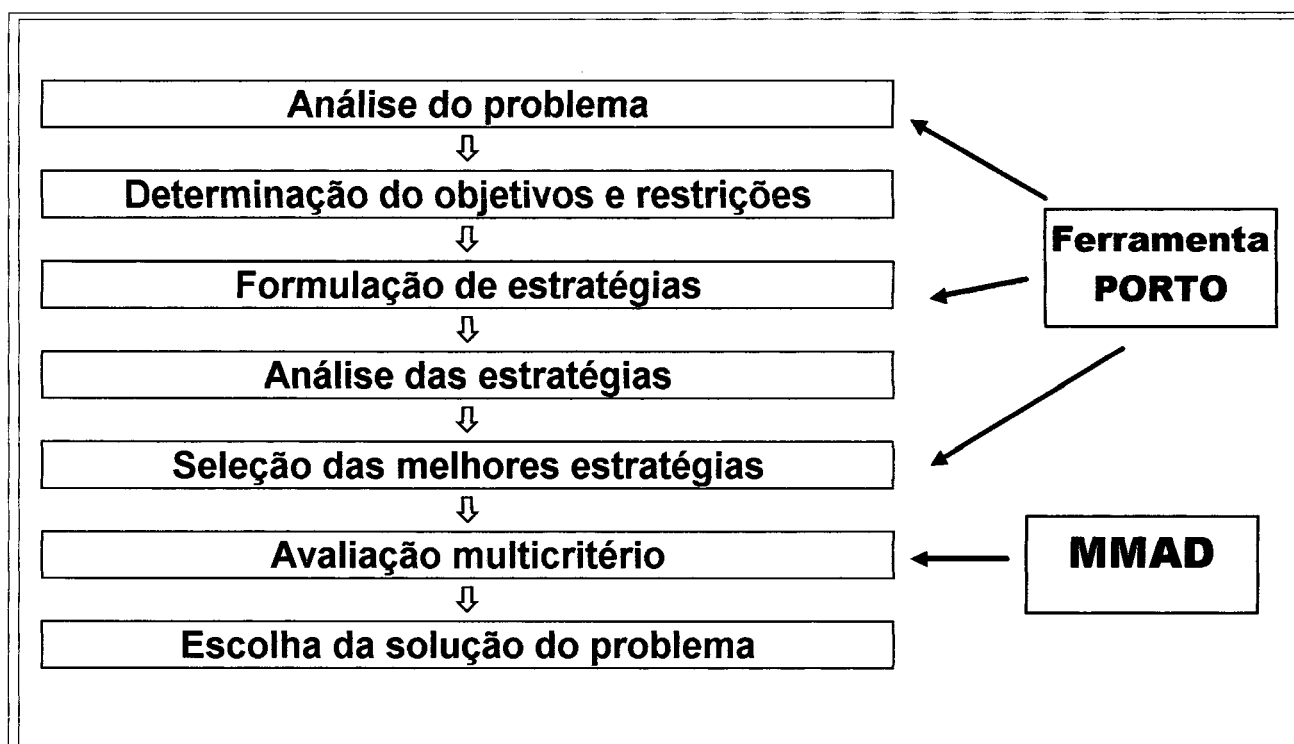 Análise do problema
Determinação do objetivos e restrições
Formulação de estratégias
Análise das estratégias
Seleção das melhores estratégias
Avaliação multicritério
Escolha da solução do problema
Ferramenta
PORTO
MMAD